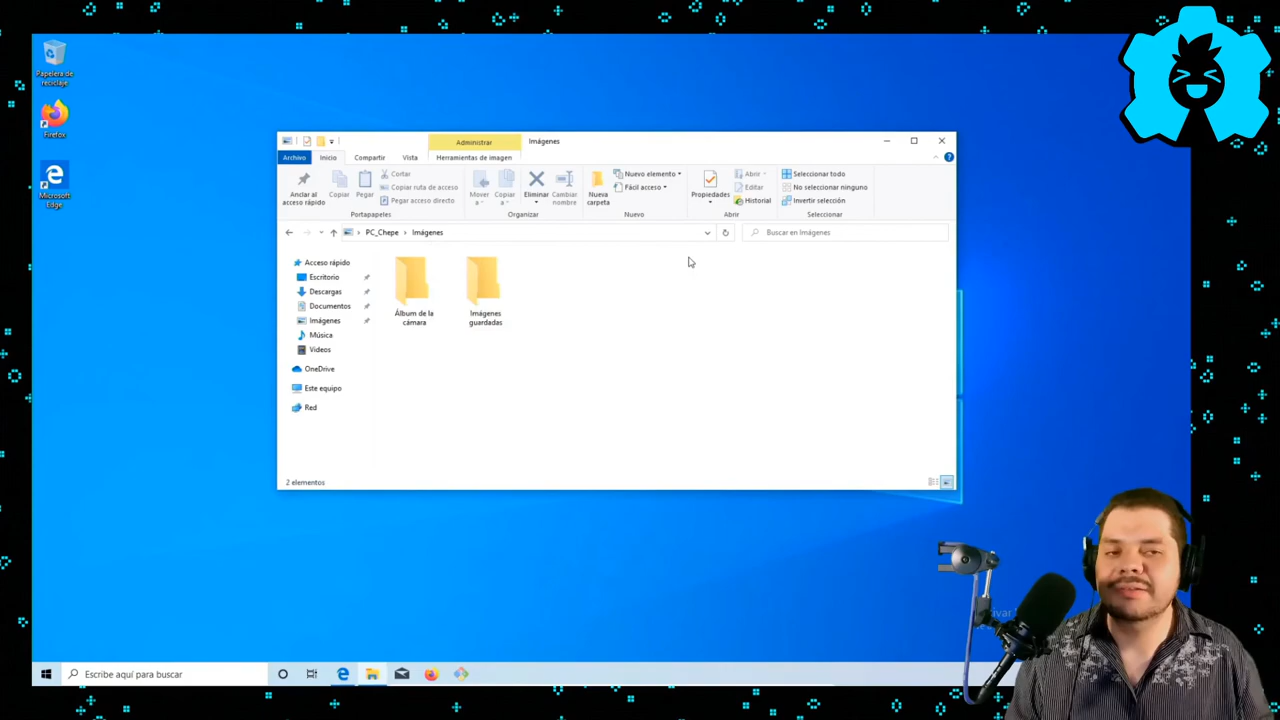 Papelera de
reciclaje
Firefox
Microsoft
Edge
Administrar
Imágenes
Archivo
Inicio
Compartir
Vista
Herramientas de imagen
Anclar al
acceso rápido
Copiar
Pegar
Cortar
Copiar ruta de acceso
Pegar acceso directo
Portapapeles
Mover
a
Copiar
a
Eliminar
Cambiar
nombre
Organizar
Nueva
carpeta
Nuevo elemento
Fácil acceso
Nuevo
Propiedades
Abrir
Editar
Historial
Abrir
Seleccionar todo
No seleccionar ninguno
Invertir selección
Seleccionar
PC_Chepe
Imágenes
Buscar en Imágenes
Acceso rápido
Escritorio
Descargas
Documentos
Imágenes
Música
Videos
OneDrive
Este equipo
Red
Álbum de la
cámara
Imágenes
guardadas
2 elementos
Escribe aquí para buscar